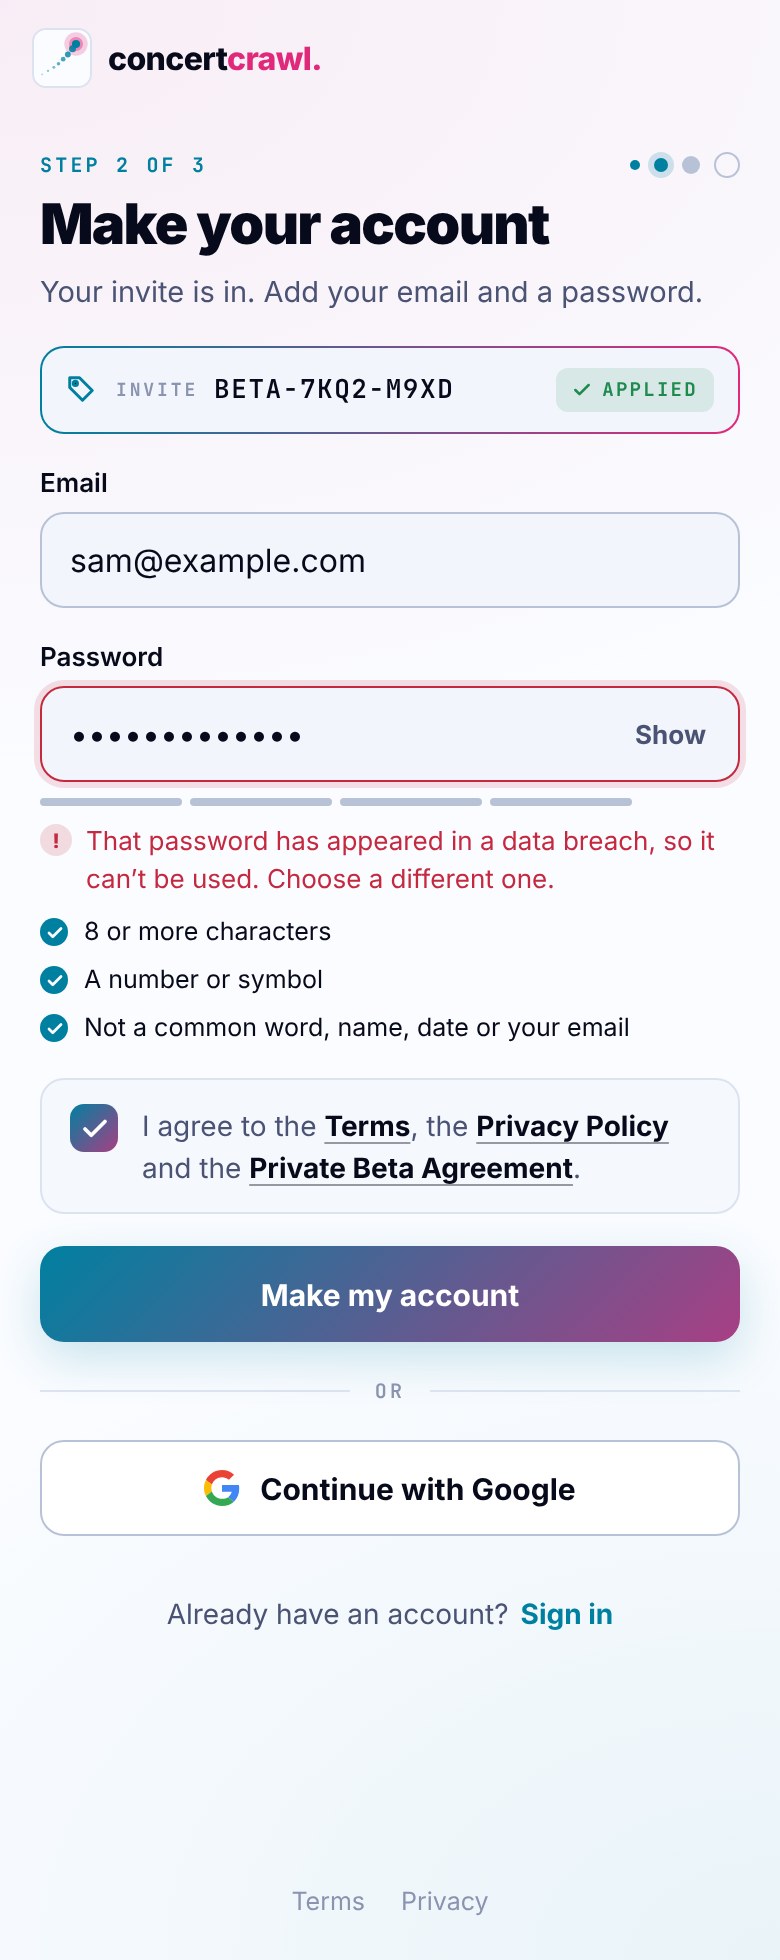 concertcrawl.
STEP 2 OF 3
Make your account
Your invite is in. Add your email and a password.
INVITE BETA-7KQ2-M9XD APPLIED
Email
sam@example.com
Password
••••••••••••• Show
! That password has appeared in a data breach, so it
can’t be used. Choose a different one.
8 or more characters
A number or symbol
Not a common word, name, date or your email
I agree to the Terms, the Privacy Policy
and the Private Beta Agreement.
Make my account
OR
Continue with Google
Already have an account? Sign in
Terms Privacy